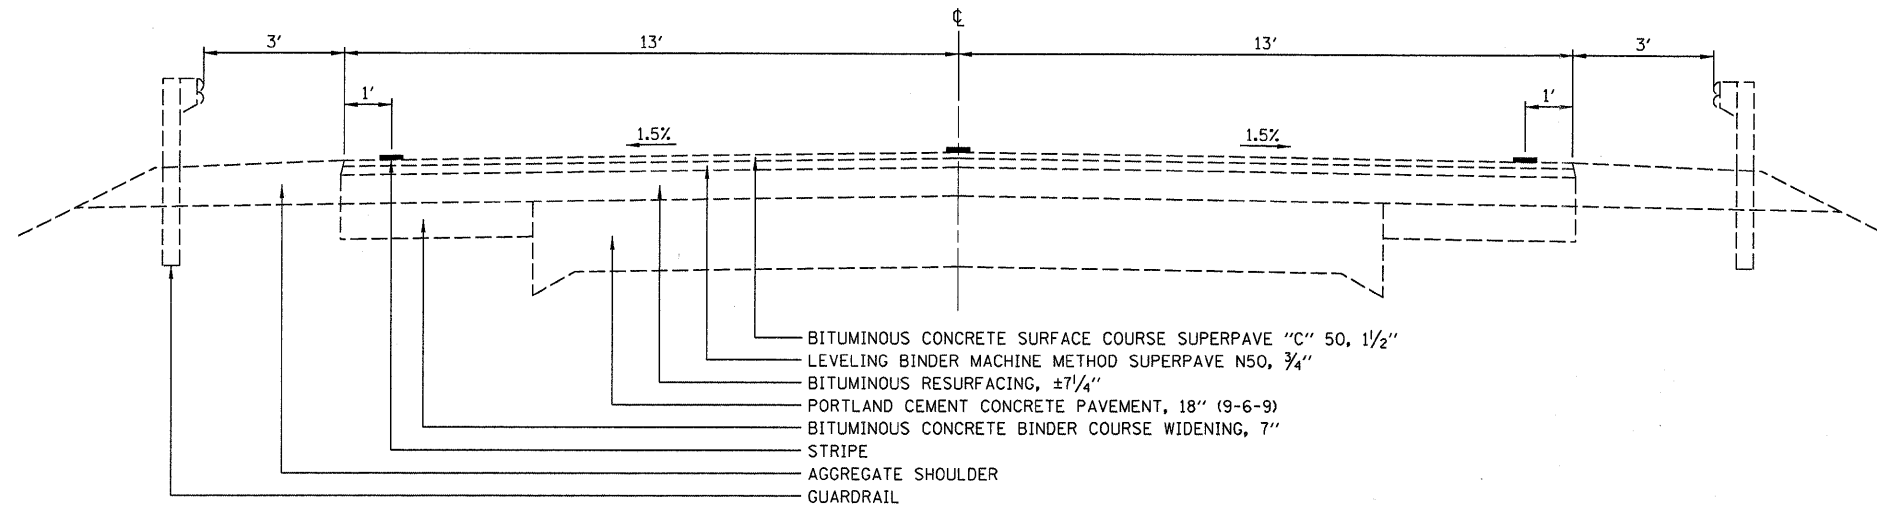 ℄
3' 13' 13' 3'
1' 1'
1.5% 1.5%
BITUMINOUS CONCRETE SURFACE COURSE SUPERPAVE "C" 50, 1½"
LEVELING BINDER MACHINE METHOD SUPERPAVE N50, ¾"
BITUMINOUS RESURFACING, ±7¼"
PORTLAND CEMENT CONCRETE PAVEMENT, 18" (9-6-9)
BITUMINOUS CONCRETE BINDER COURSE WIDENING, 7"
STRIPE
AGGREGATE SHOULDER
GUARDRAIL